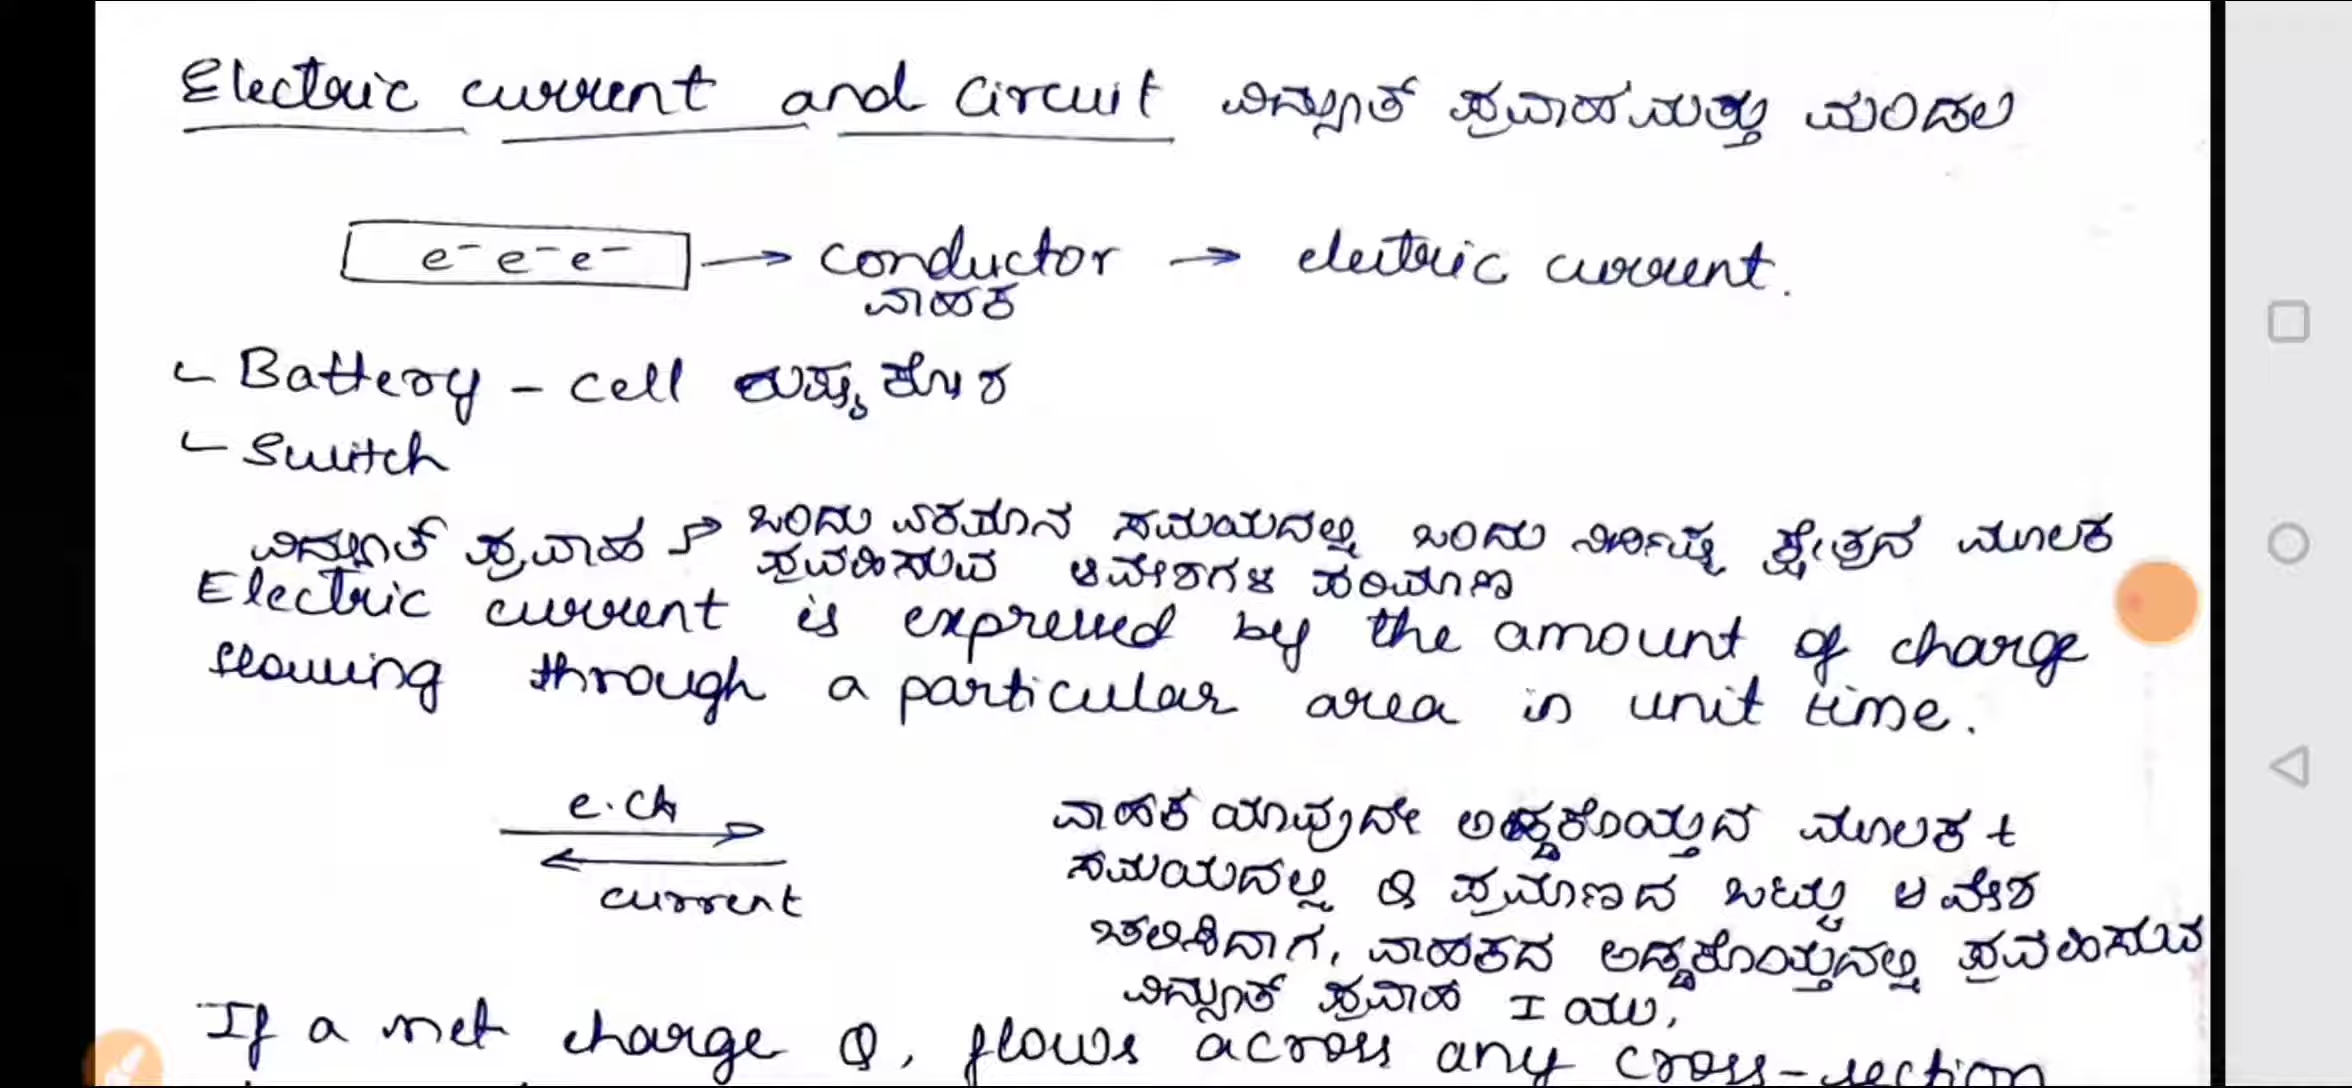 Electric current and Circuit ವಿದ್ಯುತ್ ಪ್ರವಾಹ ಮತ್ತು ಮಂಡಲ
e⁻ e⁻ e⁻ → conductor → electric current.
ವಾಹಕ
Battery - cell ಶುಷ್ಕ ಕೋಶ
Switch
ವಿದ್ಯುತ್ ಪ್ರವಾಹ → ಒಂದು ಏಕಮಾನ ಸಮಯದಲ್ಲಿ ಒಂದು ನಿರ್ದಿಷ್ಟ ಕ್ಷೇತ್ರದ ಮೂಲಕ
ಪ್ರವಹಿಸುವ ಆವೇಶಗಳ ಪರಿಮಾಣ
Electric current is expressed by the amount of charge
flowing through a particular area in unit time.
e.ch
current
ವಾಹಕ ಯಾವುದೇ ಅಡ್ಡಕೊಯ್ತದ ಮೂಲಕ t
ಸಮಯದಲ್ಲಿ Q ಪ್ರಮಾಣದ ಒಟ್ಟು ಆವೇಶ
ಚಲಿಸಿದಾಗ, ವಾಹಕದ ಅಡ್ಡಕೊಯ್ತದಲ್ಲಿ ಪ್ರವಹಿಸುವ
ವಿದ್ಯುತ್ ಪ್ರವಾಹ I ಯು,
If a net charge Q, flows across any cross-section